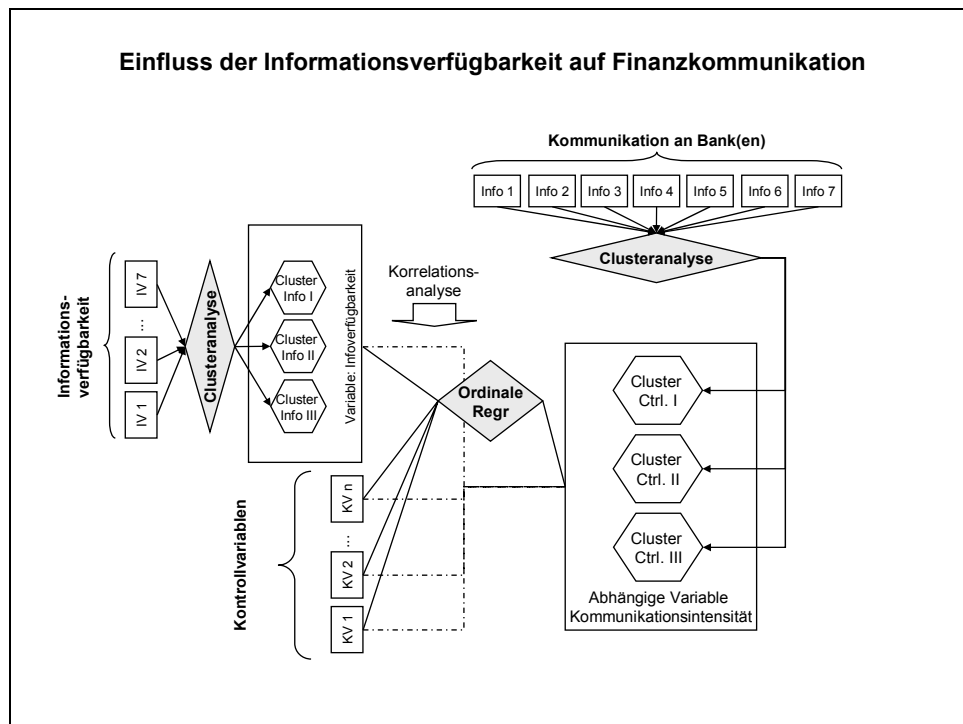 Einfluss der Informationsverfügbarkeit auf Finanzkommunikation
Kommunikation an Bank(en)
Info 1
Info 2
Info 3
Info 4
Info 5
Info 6
Info 7
Clusteranalyse
Informations-
verfügbarkeit
IV 7
...
IV 2
IV 1
Clusteranalyse
Cluster
Info I
Cluster
Info II
Cluster
Info III
Variable: Infoverfügbarkeit
Korrelations-
analyse
Ordinale
Regr
Kontrollvariablen
KV n
...
KV 2
KV 1
Cluster
Ctrl. I
Cluster
Ctrl. II
Cluster
Ctrl. III
Abhängige Variable
Kommunikationsintensität